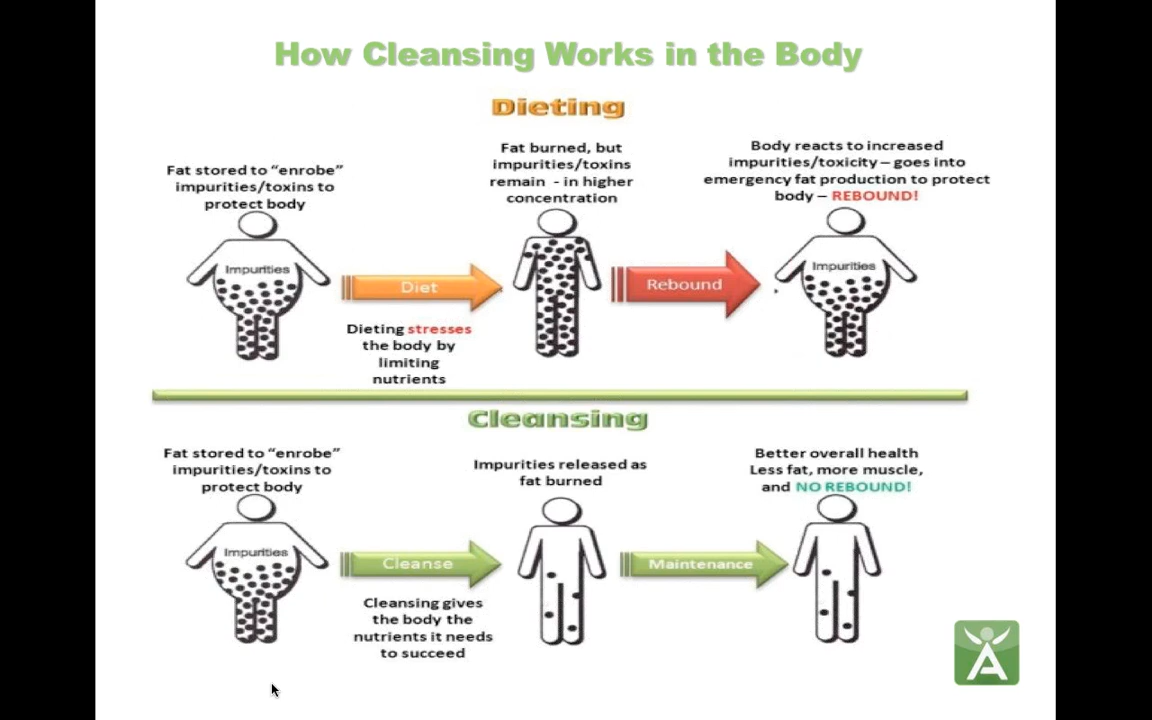 How Cleansing Works in the Body
Dieting
Fat stored to “enrobe”
impurities/toxins to
protect body
Fat burned, but
impurities/toxins
remain - in higher
concentration
Body reacts to increased
impurities/toxicity – goes into
emergency fat production to protect
body – REBOUND!
Impurities
Diet
Rebound
Impurities
Dieting stresses
the body by
limiting
nutrients
Cleansing
Fat stored to “enrobe”
impurities/toxins to
protect body
Impurities released as
fat burned
Better overall health
Less fat, more muscle,
and NO REBOUND!
Impurities
Cleanse
Maintenance
Cleansing gives
the body the
nutrients it needs
to succeed